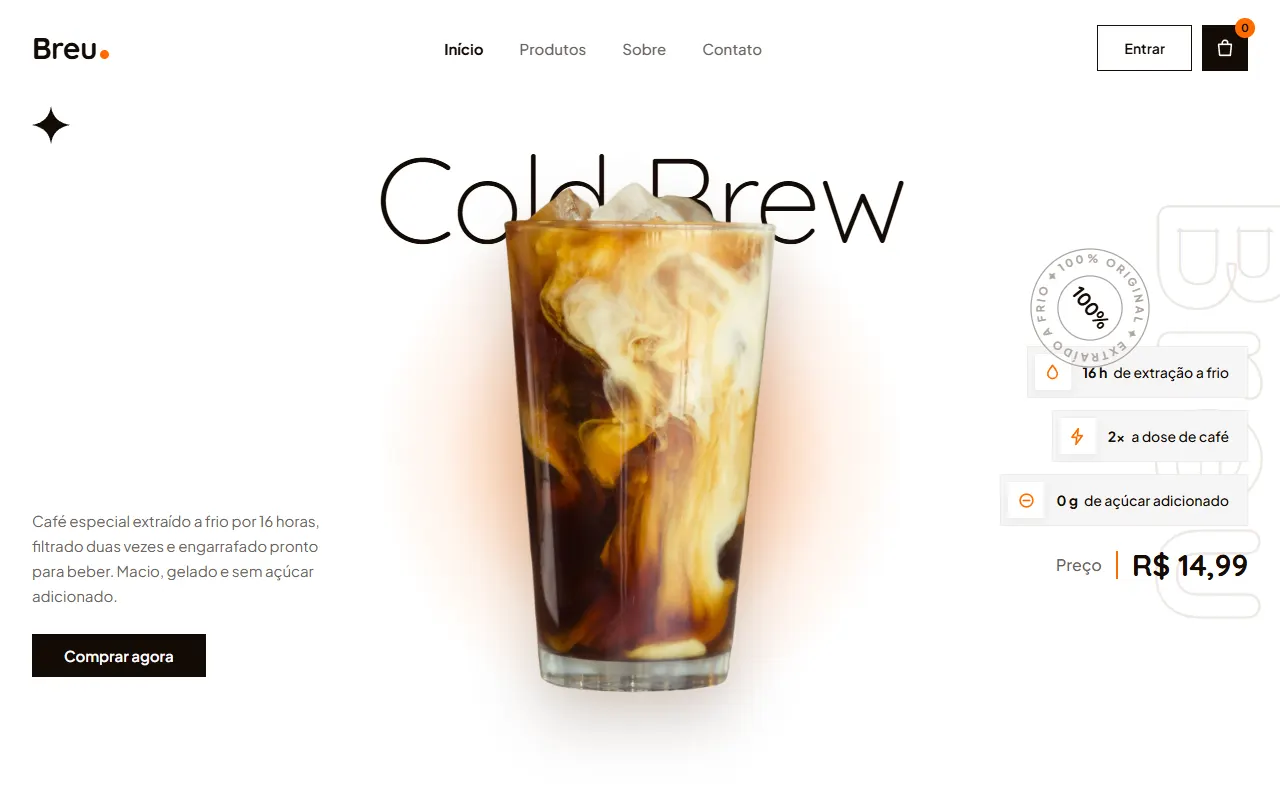 Breu
Início
Produtos
Sobre
Contato
Entrar
0
Cold Brew
100% ORIGINAL ✦ EXTRAÍDO A FRIO ✦
100%
16 h de extração a frio
2× a dose de café
0 g de açúcar adicionado
Preço
R$ 14,99
Café especial extraído a frio por 16 horas,
filtrado duas vezes e engarrafado pronto
para beber. Macio, gelado e sem açúcar
adicionado.
Comprar agora